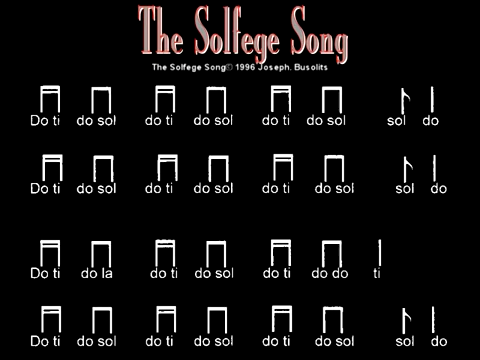 The Solfege Song
The Solfege Song© 1996 Joseph. Busolits
Do ti do sol do ti do sol do ti do sol sol do
Do ti do sol do ti do sol do ti do sol sol do
Do ti do la do ti do sol do ti do do ti
Do ti do sol do ti do sol do ti do sol sol do